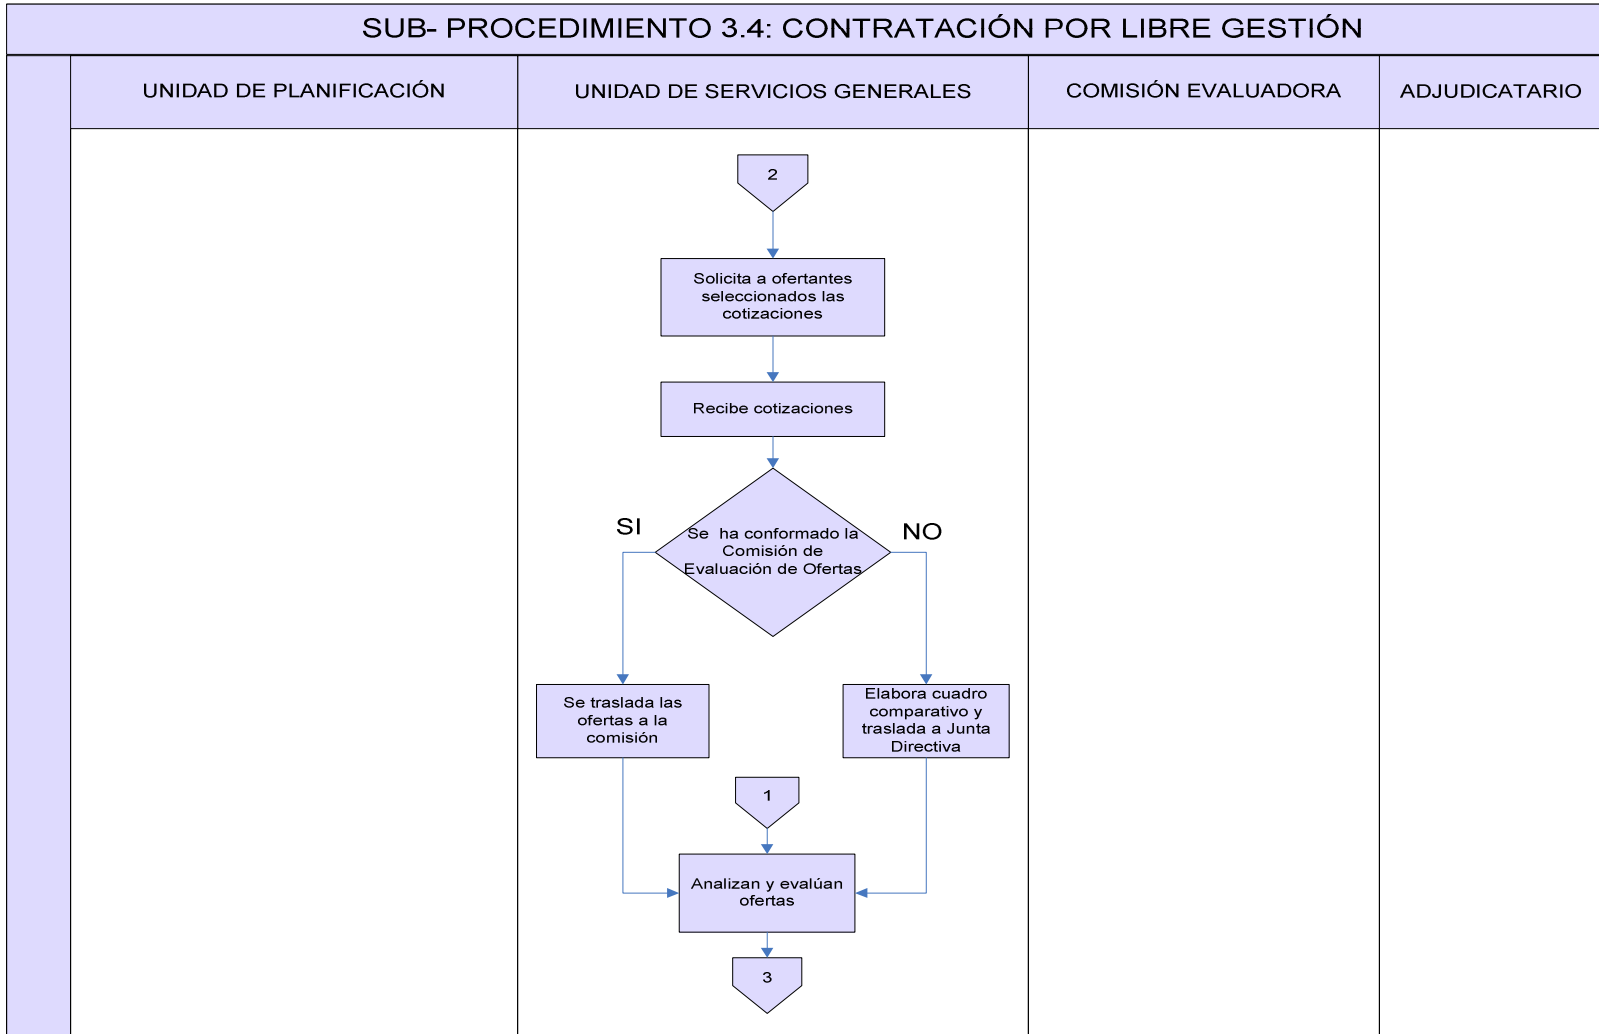 SUB- PROCEDIMIENTO 3.4: CONTRATACIÓN POR LIBRE GESTIÓN
UNIDAD DE PLANIFICACIÓN
UNIDAD DE SERVICIOS GENERALES
COMISIÓN EVALUADORA
ADJUDICATARIO
2
Solicita a ofertantes
seleccionados las
cotizaciones
Recibe cotizaciones
SI
Se ha conformado la
Comisión de
Evaluación de Ofertas
NO
Se traslada las
ofertas a la
comisión
Elabora cuadro
comparativo y
traslada a Junta
Directiva
1
Analizan y evalúan
ofertas
3